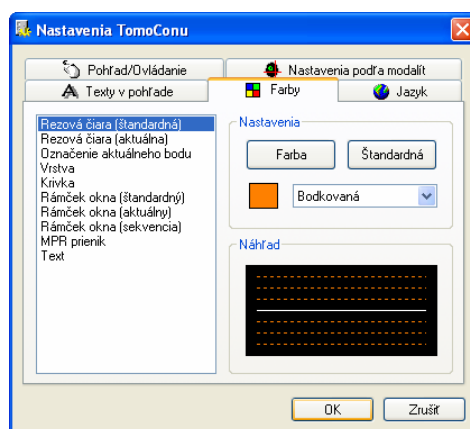 Nastavenia TomoConu
Pohľad/Ovládanie
Nastavenia podľa modalít
Texty v pohľade
Farby
Jazyk
Rezová čiara (štandardná)
Rezová čiara (aktuálna)
Označenie aktuálneho bodu
Vrstva
Krivka
Rámček okna (štandardný)
Rámček okna (aktuálny)
Rámček okna (sekvencia)
MPR prienik
Text
Nastavenia
Farba
Štandardná
Bodkovaná
Náhľad
OK
Zrušiť